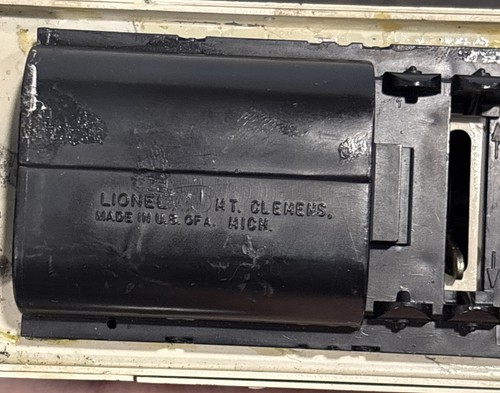 LIONEL MT. CLEMENS.
MADE IN U.S. OF A. MICH.